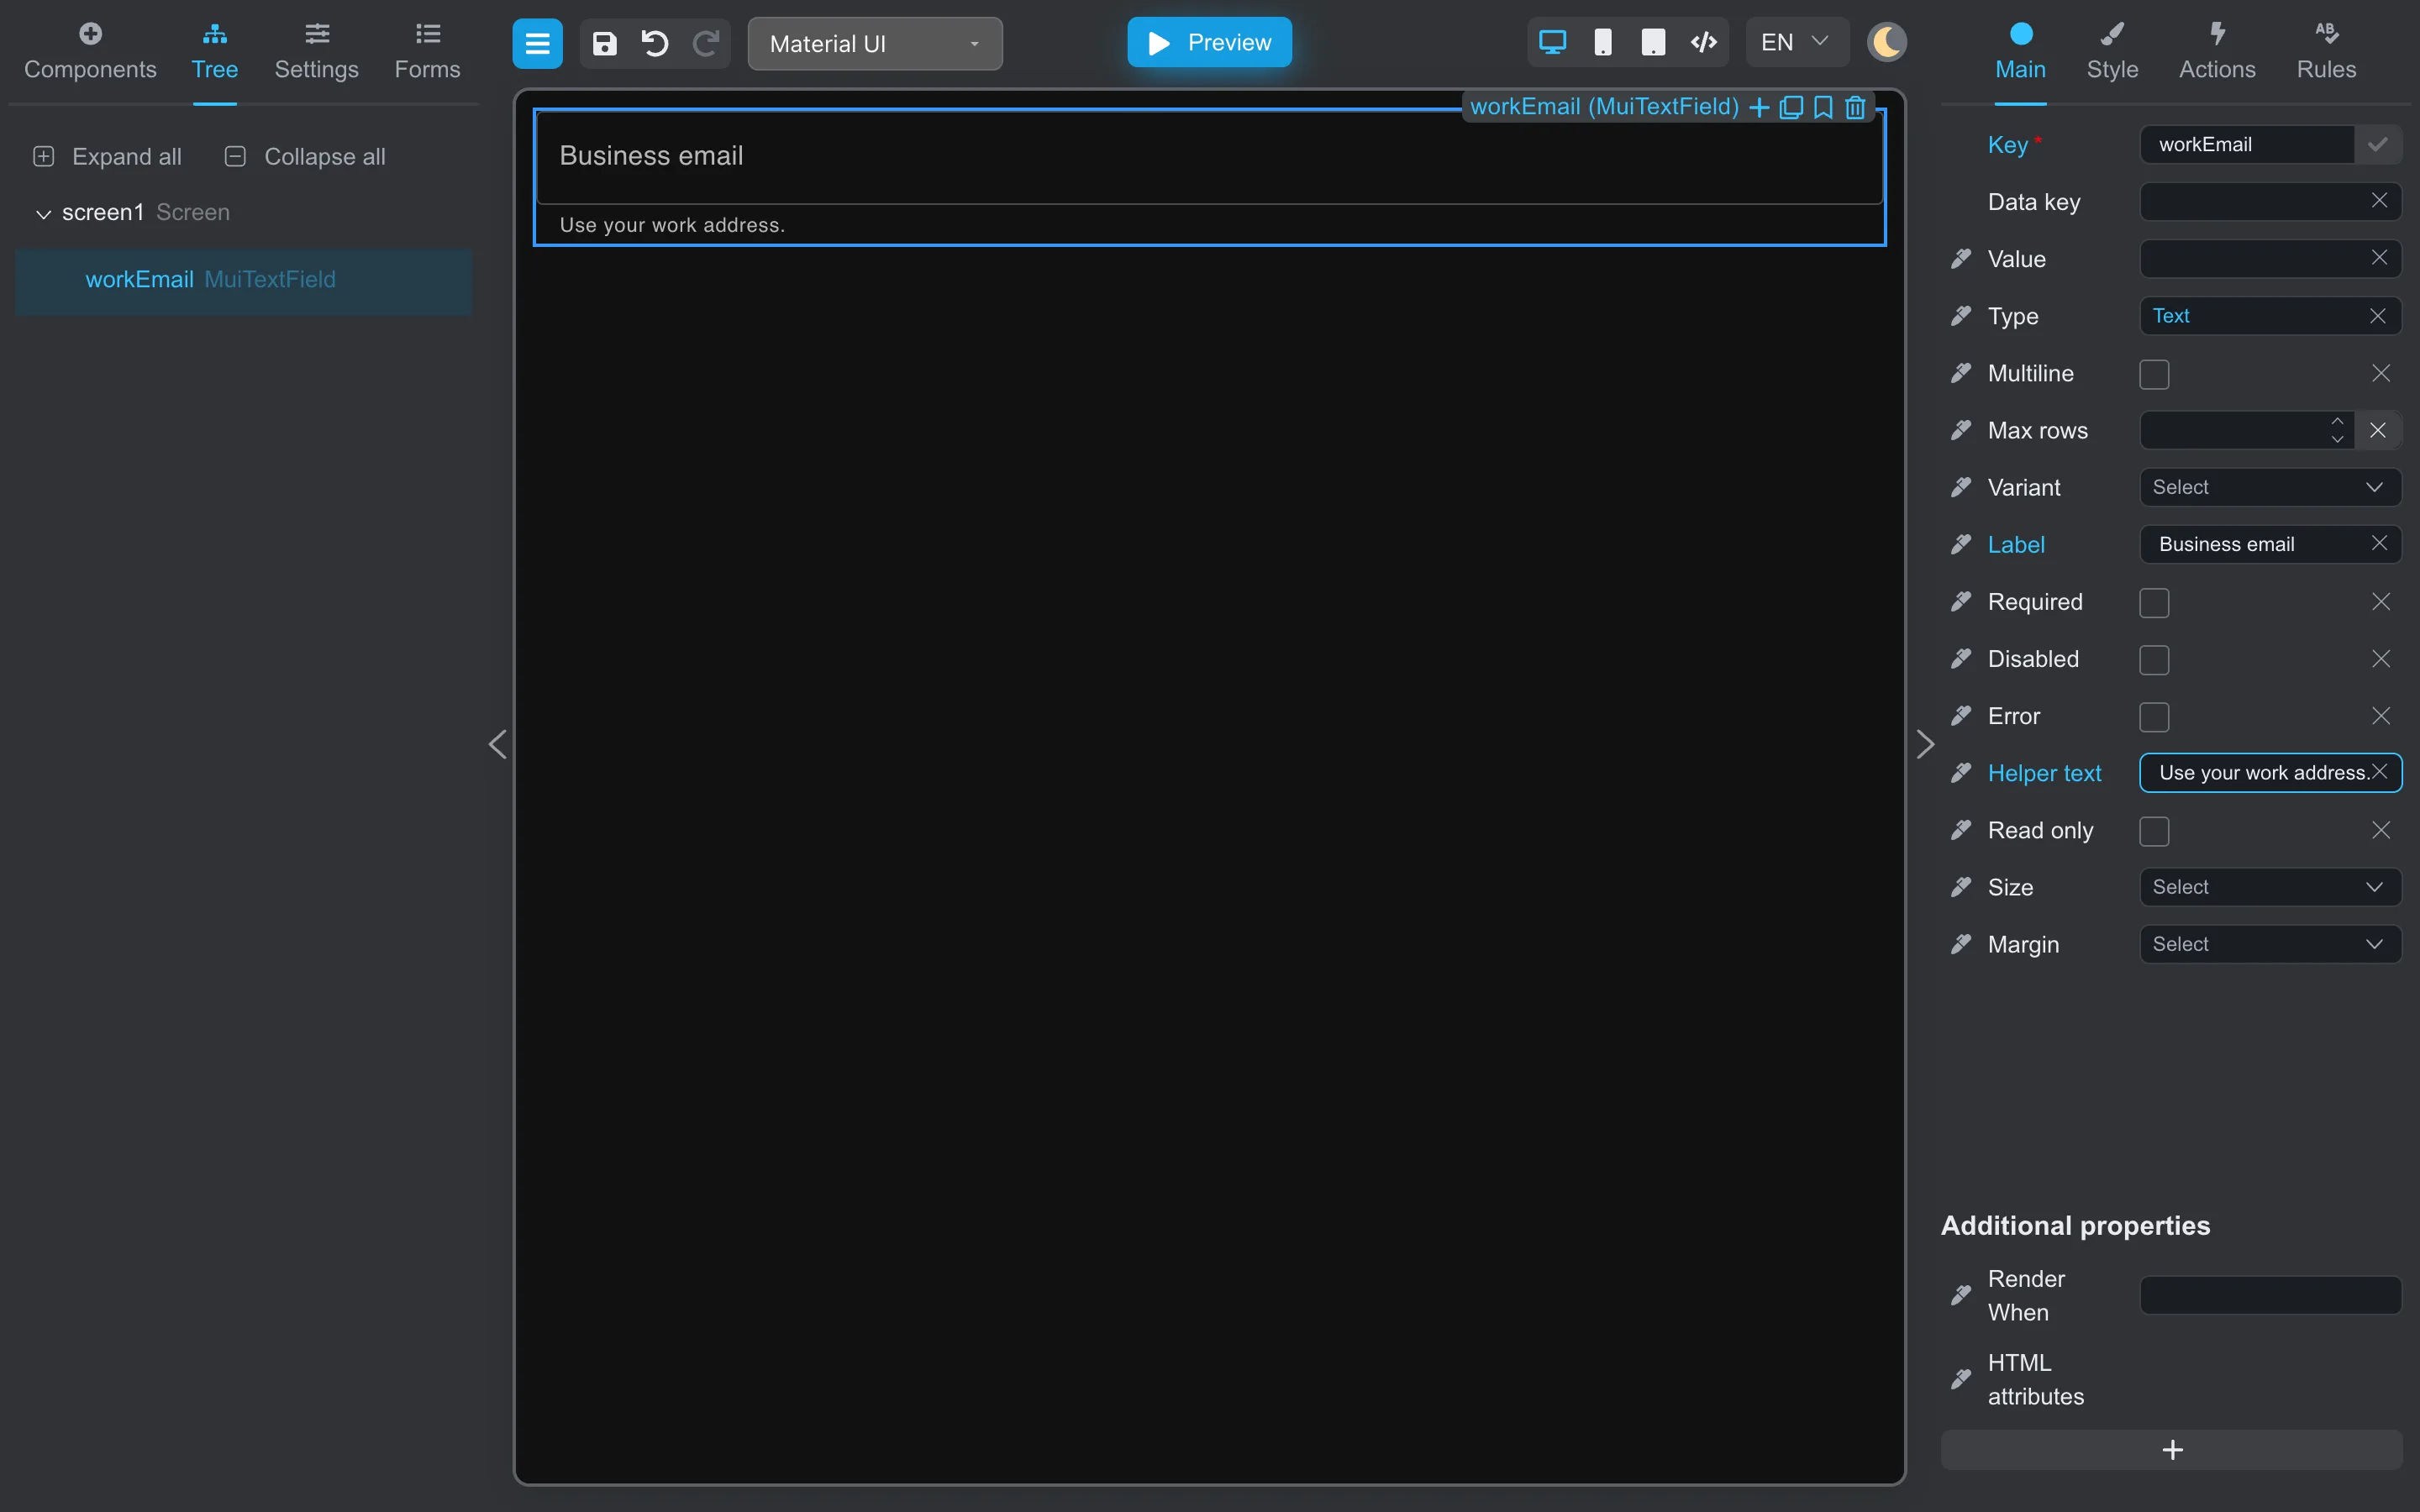 Components
Tree
Settings
Forms
Material UI
Preview
EN
Main
Style
Actions
AB
Rules
Expand all
Collapse all
screen1 Screen
workEmail MuiTextField
workEmail (MuiTextField)
Business email
Use your work address.
Key *
workEmail
Data key
Value
Type
Text
Multiline
Max rows
Variant
Select
Label
Business email
Required
Disabled
Error
Helper text
Use your work address.
Read only
Size
Select
Margin
Select
Additional properties
Render
When
HTML
attributes